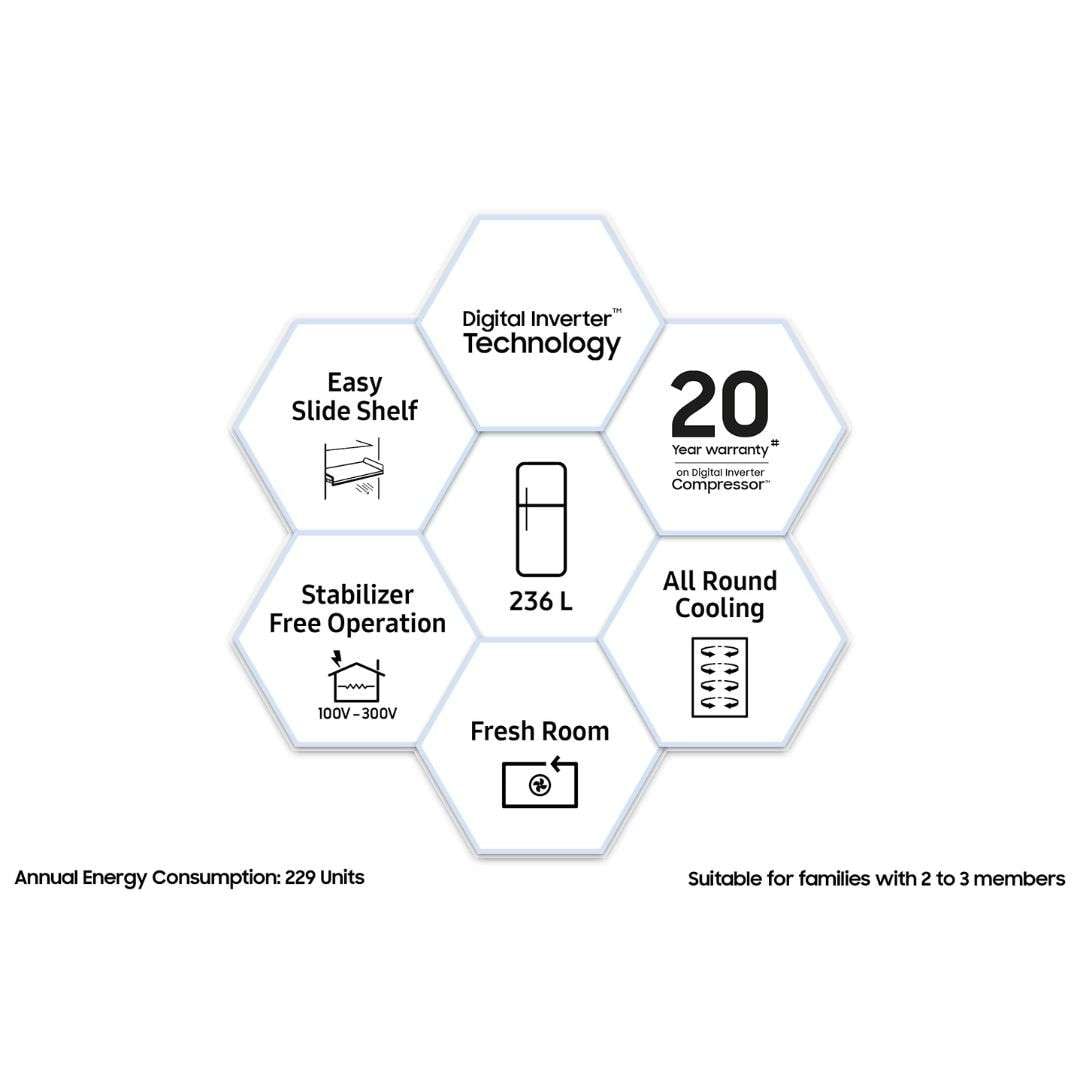 Digital Inverter™
Technology
Easy
Slide Shelf
20
Year warranty#
on Digital Inverter
Compressor™
236 L
Stabilizer
Free Operation
100V-300V
All Round
Cooling
Fresh Room
Annual Energy Consumption: 229 Units
Suitable for families with 2 to 3 members